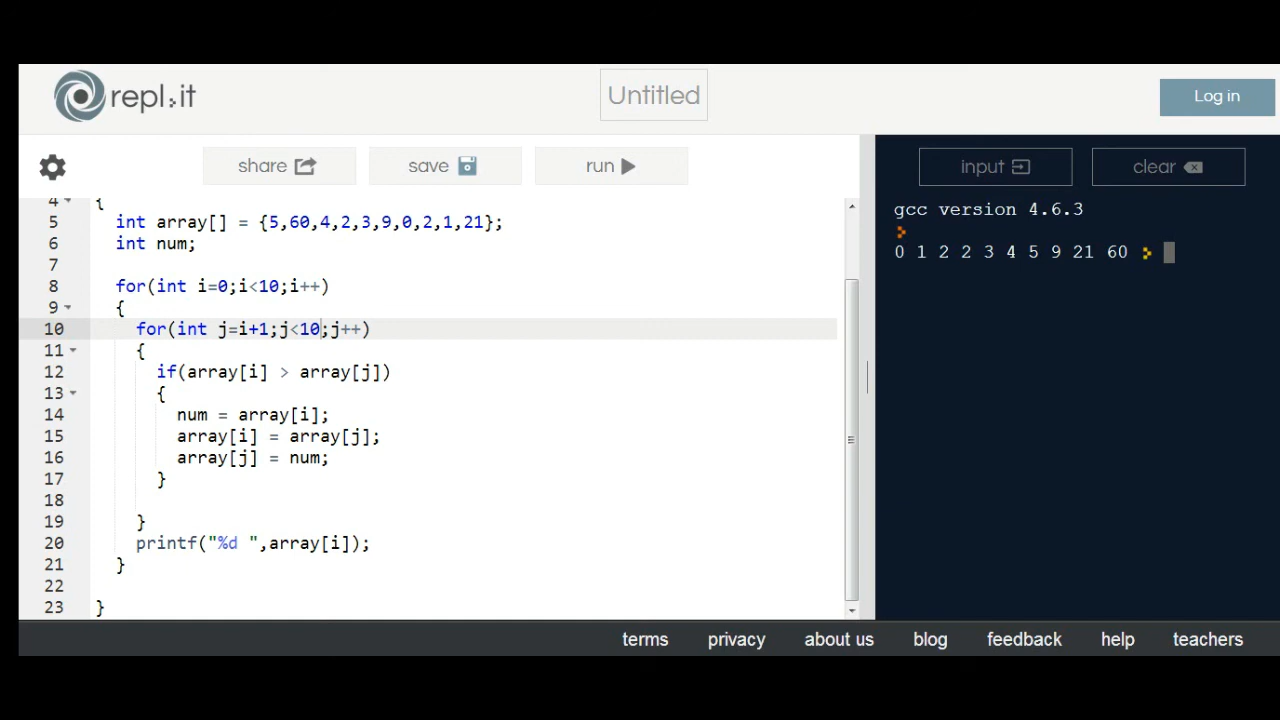 repl.it
Untitled
Log in
share
save
run
input
clear
4 {
5 int array[] = {5,60,4,2,3,9,0,2,1,21};
6 int num;
7
8 for(int i=0;i<10;i++)
9 {
10 for(int j=i+1;j<10;j++)
11 {
12 if(array[i] > array[j])
13 {
14 num = array[i];
15 array[i] = array[j];
16 array[j] = num;
17 }
18
19 }
20 printf("%d ",array[i]);
21 }
22
23 }
gcc version 4.6.3
0 1 2 2 3 4 5 9 21 60
terms privacy about us blog feedback help teachers